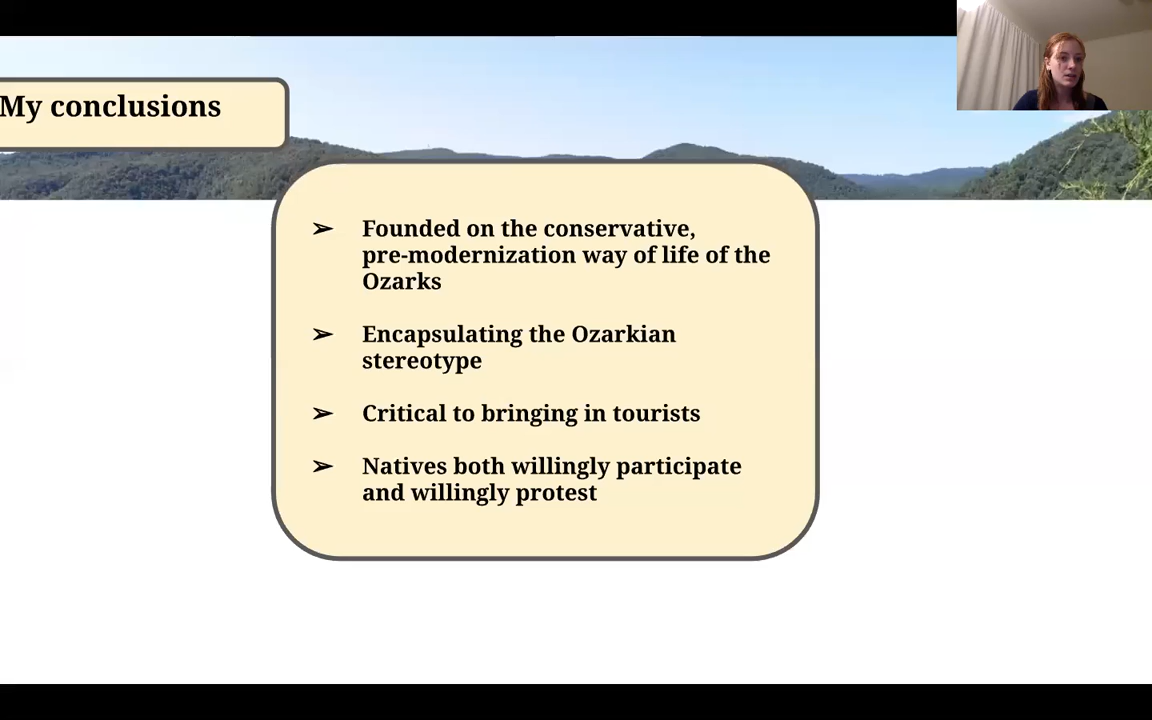 My conclusions
➢ Founded on the conservative,
pre-modernization way of life of the
Ozarks
➢ Encapsulating the Ozarkian
stereotype
➢ Critical to bringing in tourists
➢ Natives both willingly participate
and willingly protest